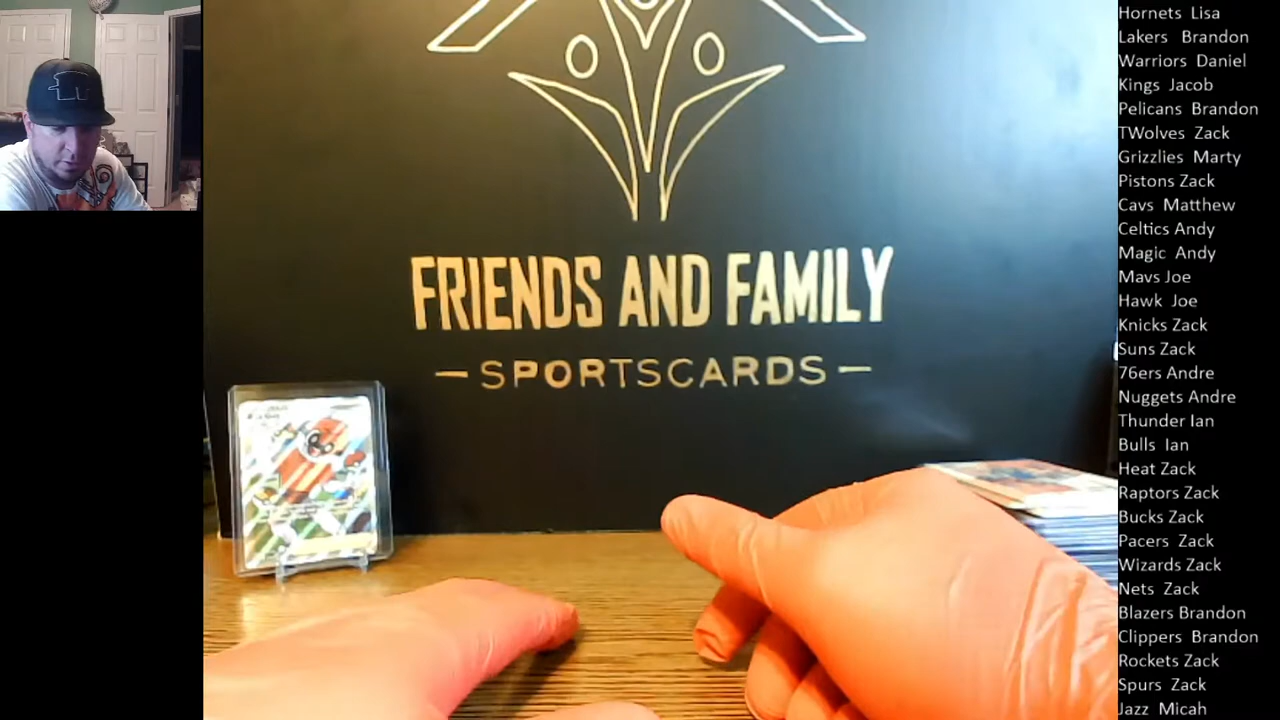 FRIENDS AND FAMILY
SPORTSCARDS
Hornets Lisa
Lakers Brandon
Warriors Daniel
Kings Jacob
Pelicans Brandon
TWolves Zack
Grizzlies Marty
Pistons Zack
Cavs Matthew
Celtics Andy
Magic Andy
Mavs Joe
Hawk Joe
Knicks Zack
Suns Zack
76ers Andre
Nuggets Andre
Thunder Ian
Bulls Ian
Heat Zack
Raptors Zack
Bucks Zack
Pacers Zack
Wizards Zack
Nets Zack
Blazers Brandon
Clippers Brandon
Rockets Zack
Spurs Zack
Jazz Micah